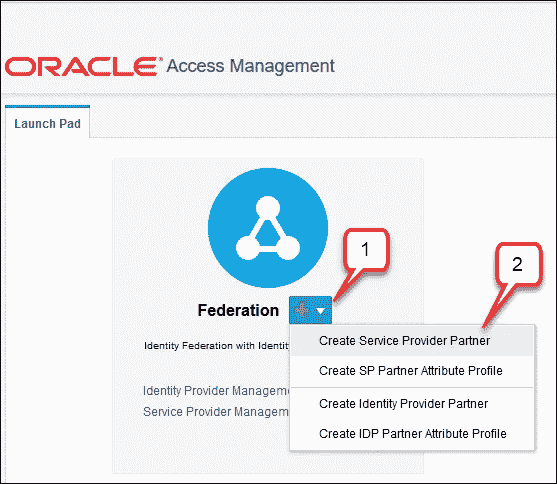 ORACLE® Access Management
Launch Pad
1
2
Federation
Create Service Provider Partner
Identity Federation with Identity
Create SP Partner Attribute Profile
Identity Provider Manageme
Create Identity Provider Partner
Service Provider Managem
Create IDP Partner Attribute Profile